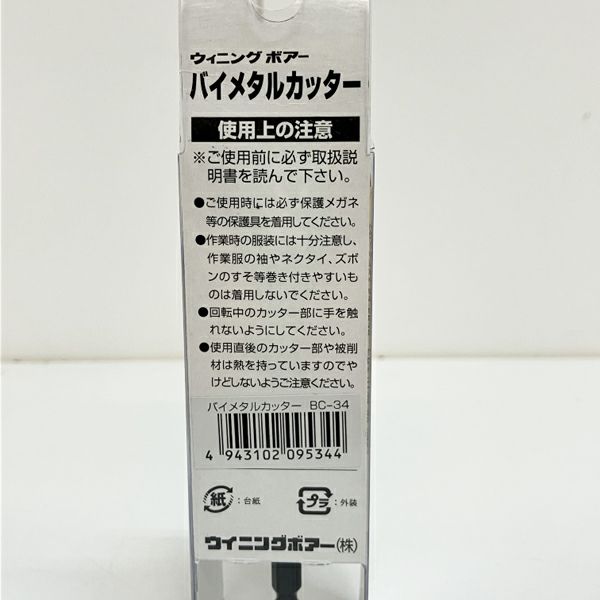 ウィニング ボアー
バイメタルカッター
使用上の注意
※ご使用前に必ず取扱説
明書を読んで下さい。
●ご使用時には必ず保護メガネ
等の保護具を着用してください。
●作業時の服装には十分注意し、
作業服の袖やネクタイ、ズボ
ンのすそ等巻き付きやすいも
のは着用しないでください。
●回転中のカッター部に手を触
れないようにしてください。
●使用直後のカッター部や被削
材は熱を持っていますのでや
けどしないようご注意ください。
バイメタルカッター BC-34
4 943102 095344
紙 :台紙 プラ :外装
ウイニングボアー(株)